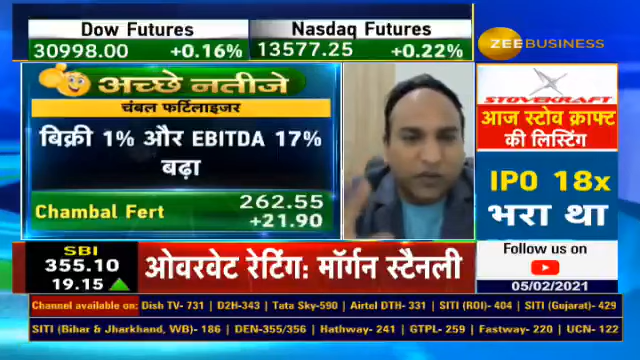 Dow Futures
30998.00 +0.16%
Nasdaq Futures
13577.25 +0.22%
ZEE BUSINESS
अच्छे नतीजे
चंबल फर्टिलाइजर
बिक्री 1% और EBITDA 17%
बढ़ा
Chambal Fert 262.55
+21.90
STOVEKRAFT
आज स्टोव क्राफ्ट
की लिस्टिंग
IPO 18x
भरा था
SBI
355.10
19.15
ओवरवेट रेटिंग: मॉर्गन स्टैनली
Follow us on
05/02/2021
Channel available on: Dish TV- 731 | D2H-343 | Tata Sky-590 | Airtel DTH- 331 | SITI (ROI)- 404 | SITI (Gujarat)- 429
SITI (Bihar & Jharkhand, WB)- 186 | DEN-355/356 | Hathway- 241 | GTPL- 259 | Fastway- 220 | UCN- 122